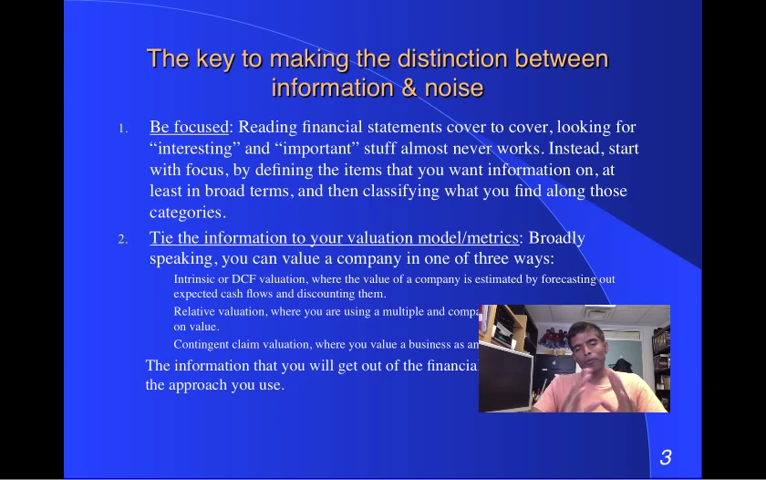 The key to making the distinction between
information & noise
1. Be focused: Reading financial statements cover to cover, looking for
“interesting” and “important” stuff almost never works. Instead, start
with focus, by defining the items that you want information on, at
least in broad terms, and then classifying what you find along those
categories.
2. Tie the information to your valuation model/metrics: Broadly
speaking, you can value a company in one of three ways:
Intrinsic or DCF valuation, where the value of a company is estimated by forecasting out
expected cash flows and discounting them.
Relative valuation, where you are using a multiple and
on value.
Contingent claim valuation, where you value a business as an
The information that you will get out of the
the approach you use.
3